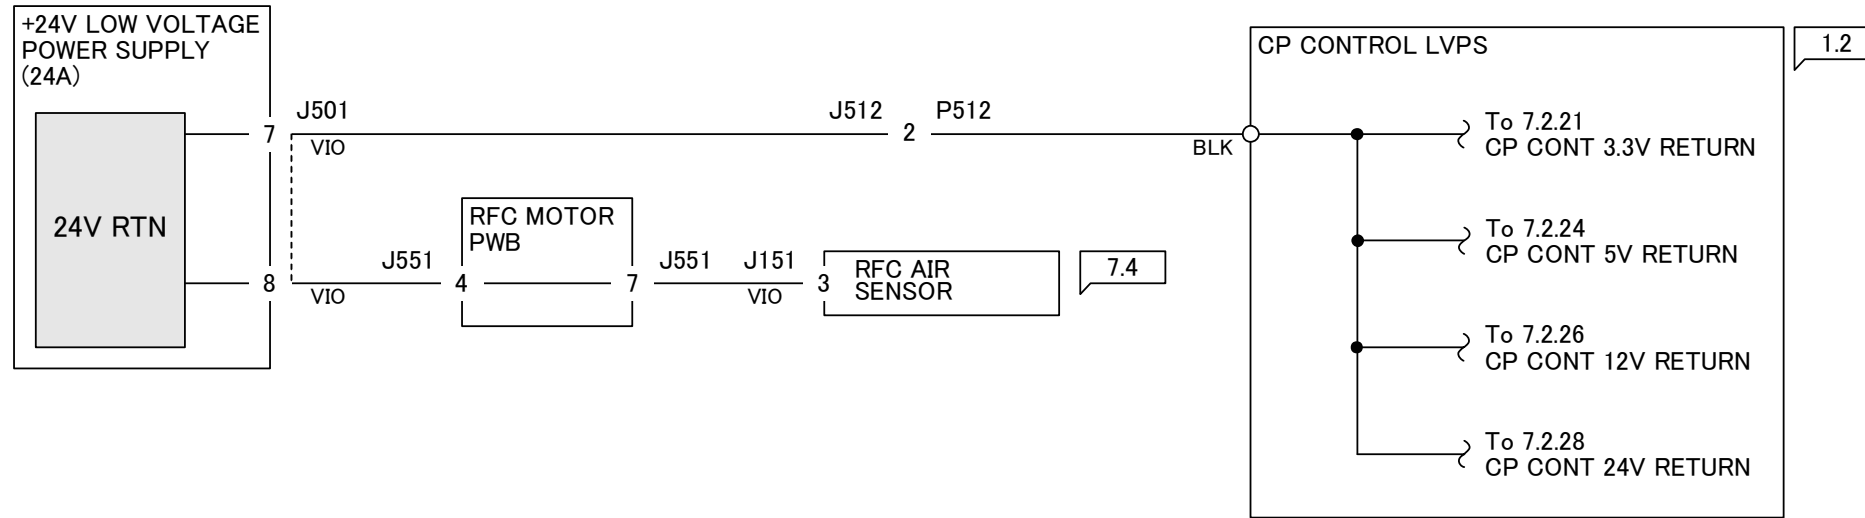 +24V LOW VOLTAGE
POWER SUPPLY
(24A)
24V RTN
7
J501
VIO
J512
2
P512
BLK
8
VIO
J551
4
RFC MOTOR
PWB
7
J551
J151
VIO
3
RFC AIR
SENSOR
7.4
CP CONTROL LVPS
1.2
To 7.2.21
CP CONT 3.3V RETURN
To 7.2.24
CP CONT 5V RETURN
To 7.2.26
CP CONT 12V RETURN
To 7.2.28
CP CONT 24V RETURN